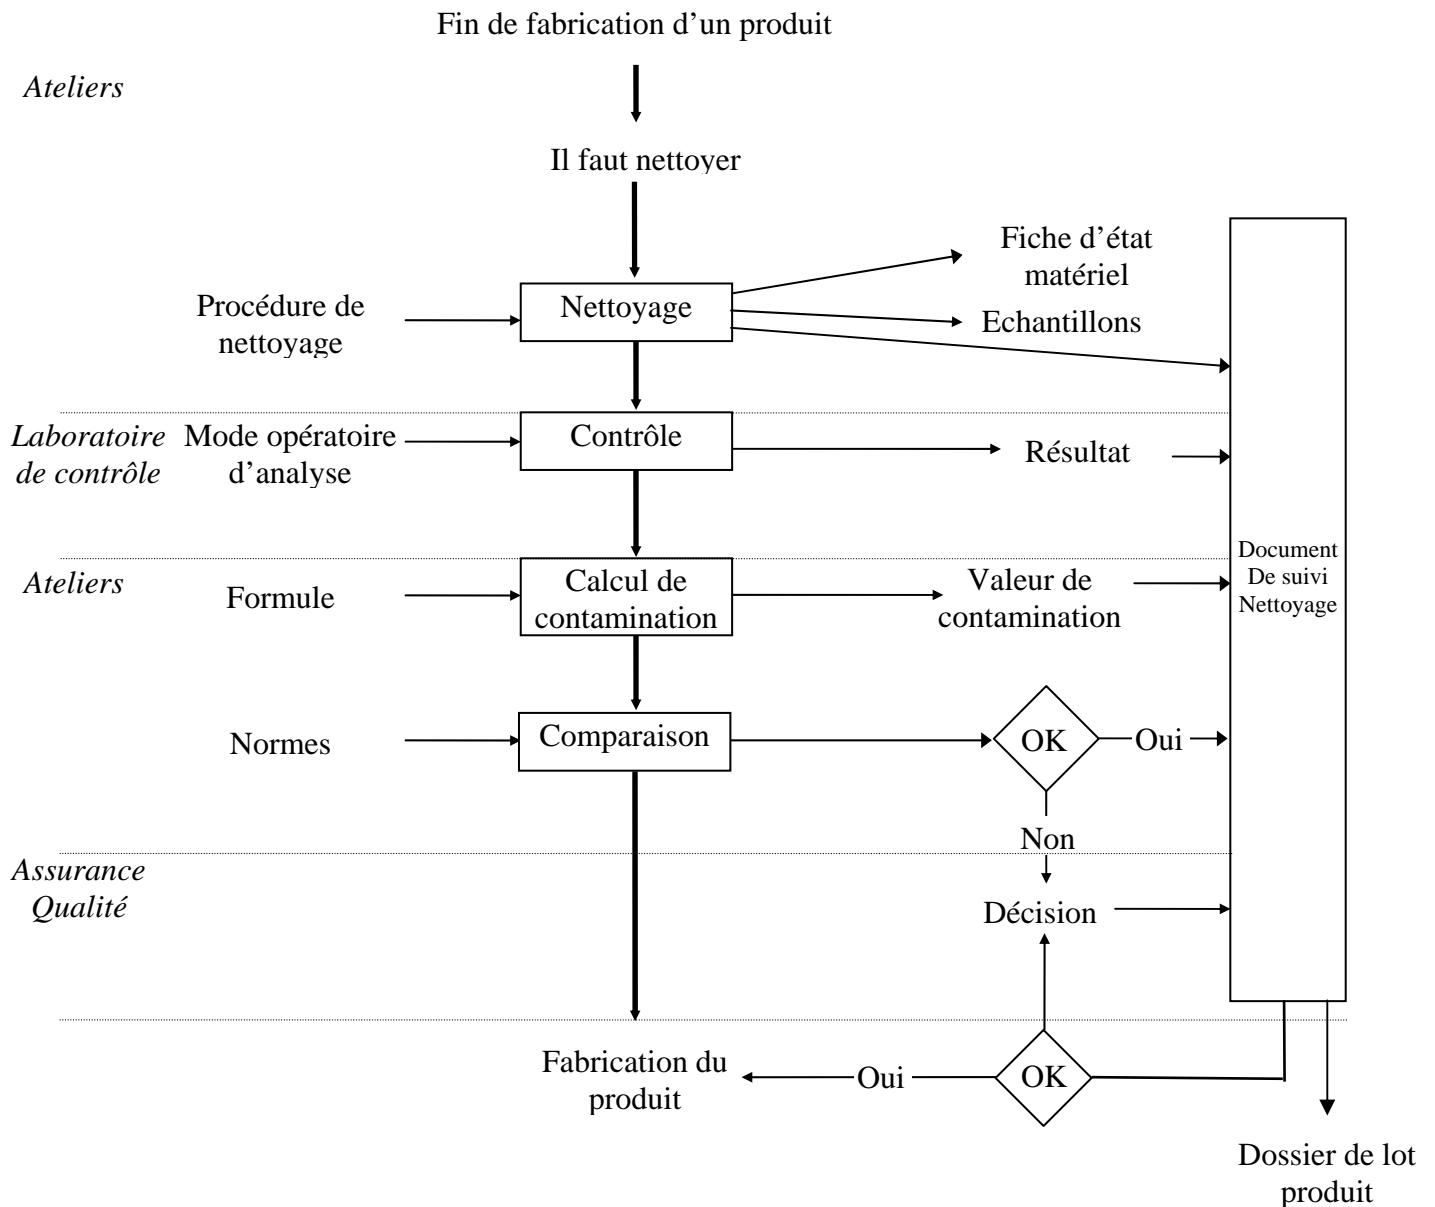 Fin de fabrication d’un produit
Ateliers
Il faut nettoyer
Fiche d’état
matériel
Procédure de
nettoyage
Nettoyage
Echantillons
Laboratoire
de contrôle
Mode opératoire
d’analyse
Contrôle
Résultat
Document
De suivi
Nettoyage
Ateliers
Formule
Calcul de
contamination
Valeur de
contamination
Normes
Comparaison
OK
Oui
Non
Assurance
Qualité
Décision
Fabrication du
produit
Oui
OK
Dossier de lot
produit